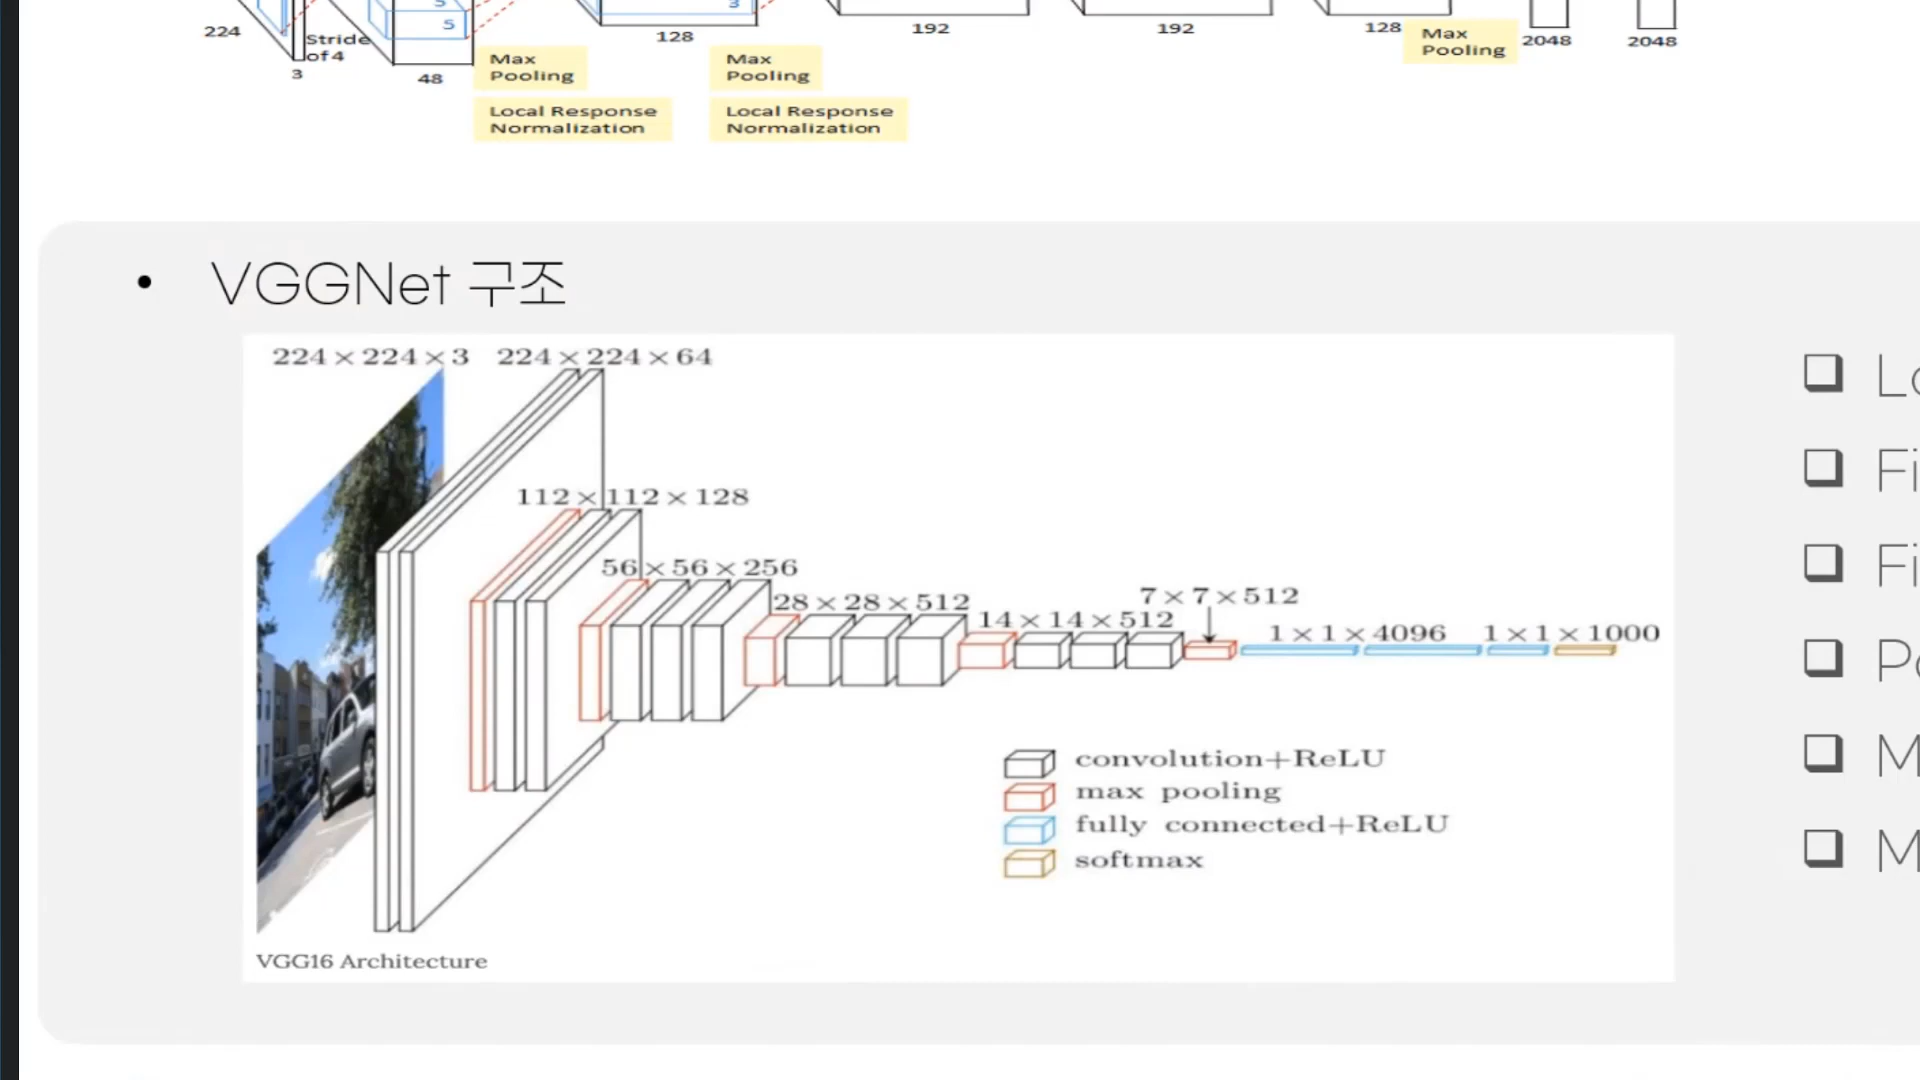 5
5
3
224
Stride
of 4
3
48
128
192
192
128
2048
2048
Max
Pooling
Local Response
Normalization
Max
Pooling
Local Response
Normalization
Max
Pooling
• VGGNet 구조
224 × 224 × 3
224 × 224 × 64
112 × 112 × 128
56 × 56 × 256
28 × 28 × 512
14 × 14 × 512
7 × 7 × 512
1 × 1 × 4096
1 × 1 × 1000
convolution+ReLU
max pooling
fully connected+ReLU
softmax
VGG16 Architecture
Fi
Fi
M
M